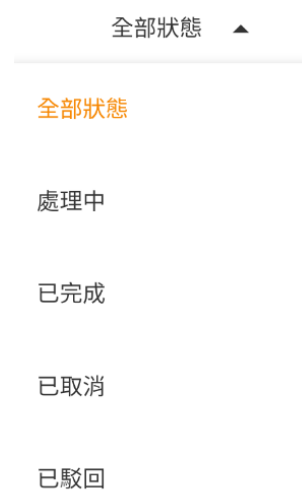 全部狀態
全部狀態
處理中
已完成
已取消
已駁回